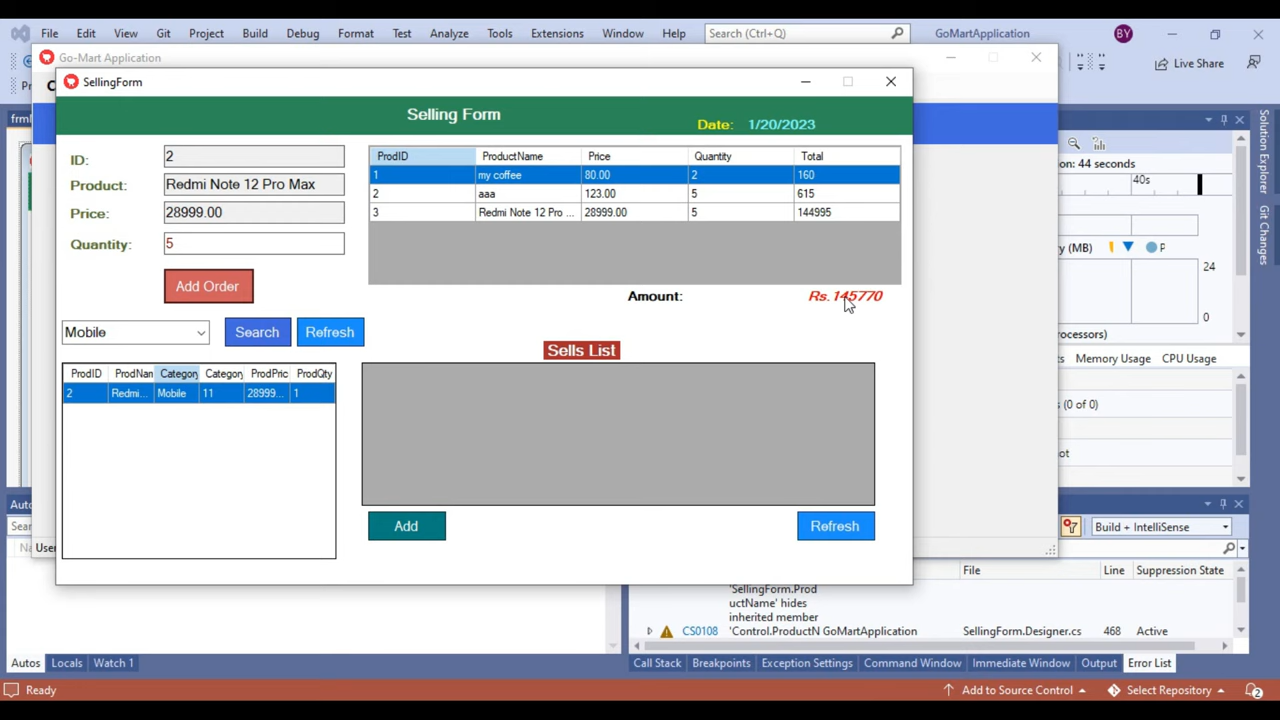 File Edit View Git Project Build Debug Format Test Analyze Tools Extensions Window Help Search (Ctrl+Q) GoMartApplication BY
Go-Mart Application
Live Share
SellingForm
Selling Form
Date: 1/20/2023
ID: 2
Product: Redmi Note 12 Pro Max
Price: 28999.00
Quantity: 5
Add Order
ProdID ProductName Price Quantity Total
1 my coffee 80.00 2 160
2 aaa 123.00 5 615
3 Redmi Note 12 Pro ... 28999.00 5 144995
Amount: Rs. 145770
Mobile Search Refresh
Sells List
ProdID ProdNan Categor Category ProdPric ProdQty
2 Redmi... Mobile 11 28999... 1
Add Refresh
Solution Explorer
Git Changes
ion: 44 seconds
40s
y (MB) P
24
0
ocessors)
Memory Usage CPU Usage
s (0 of 0)
ot
Build + IntelliSense
File Line Suppression State
'SellingForm.Prod
uctName' hides
inherited member
CS0108 'Control.ProductN GoMartApplication SellingForm.Designer.cs 468 Active
Autos Locals Watch 1
Call Stack Breakpoints Exception Settings Command Window Immediate Window Output Error List
Ready Add to Source Control Select Repository 2